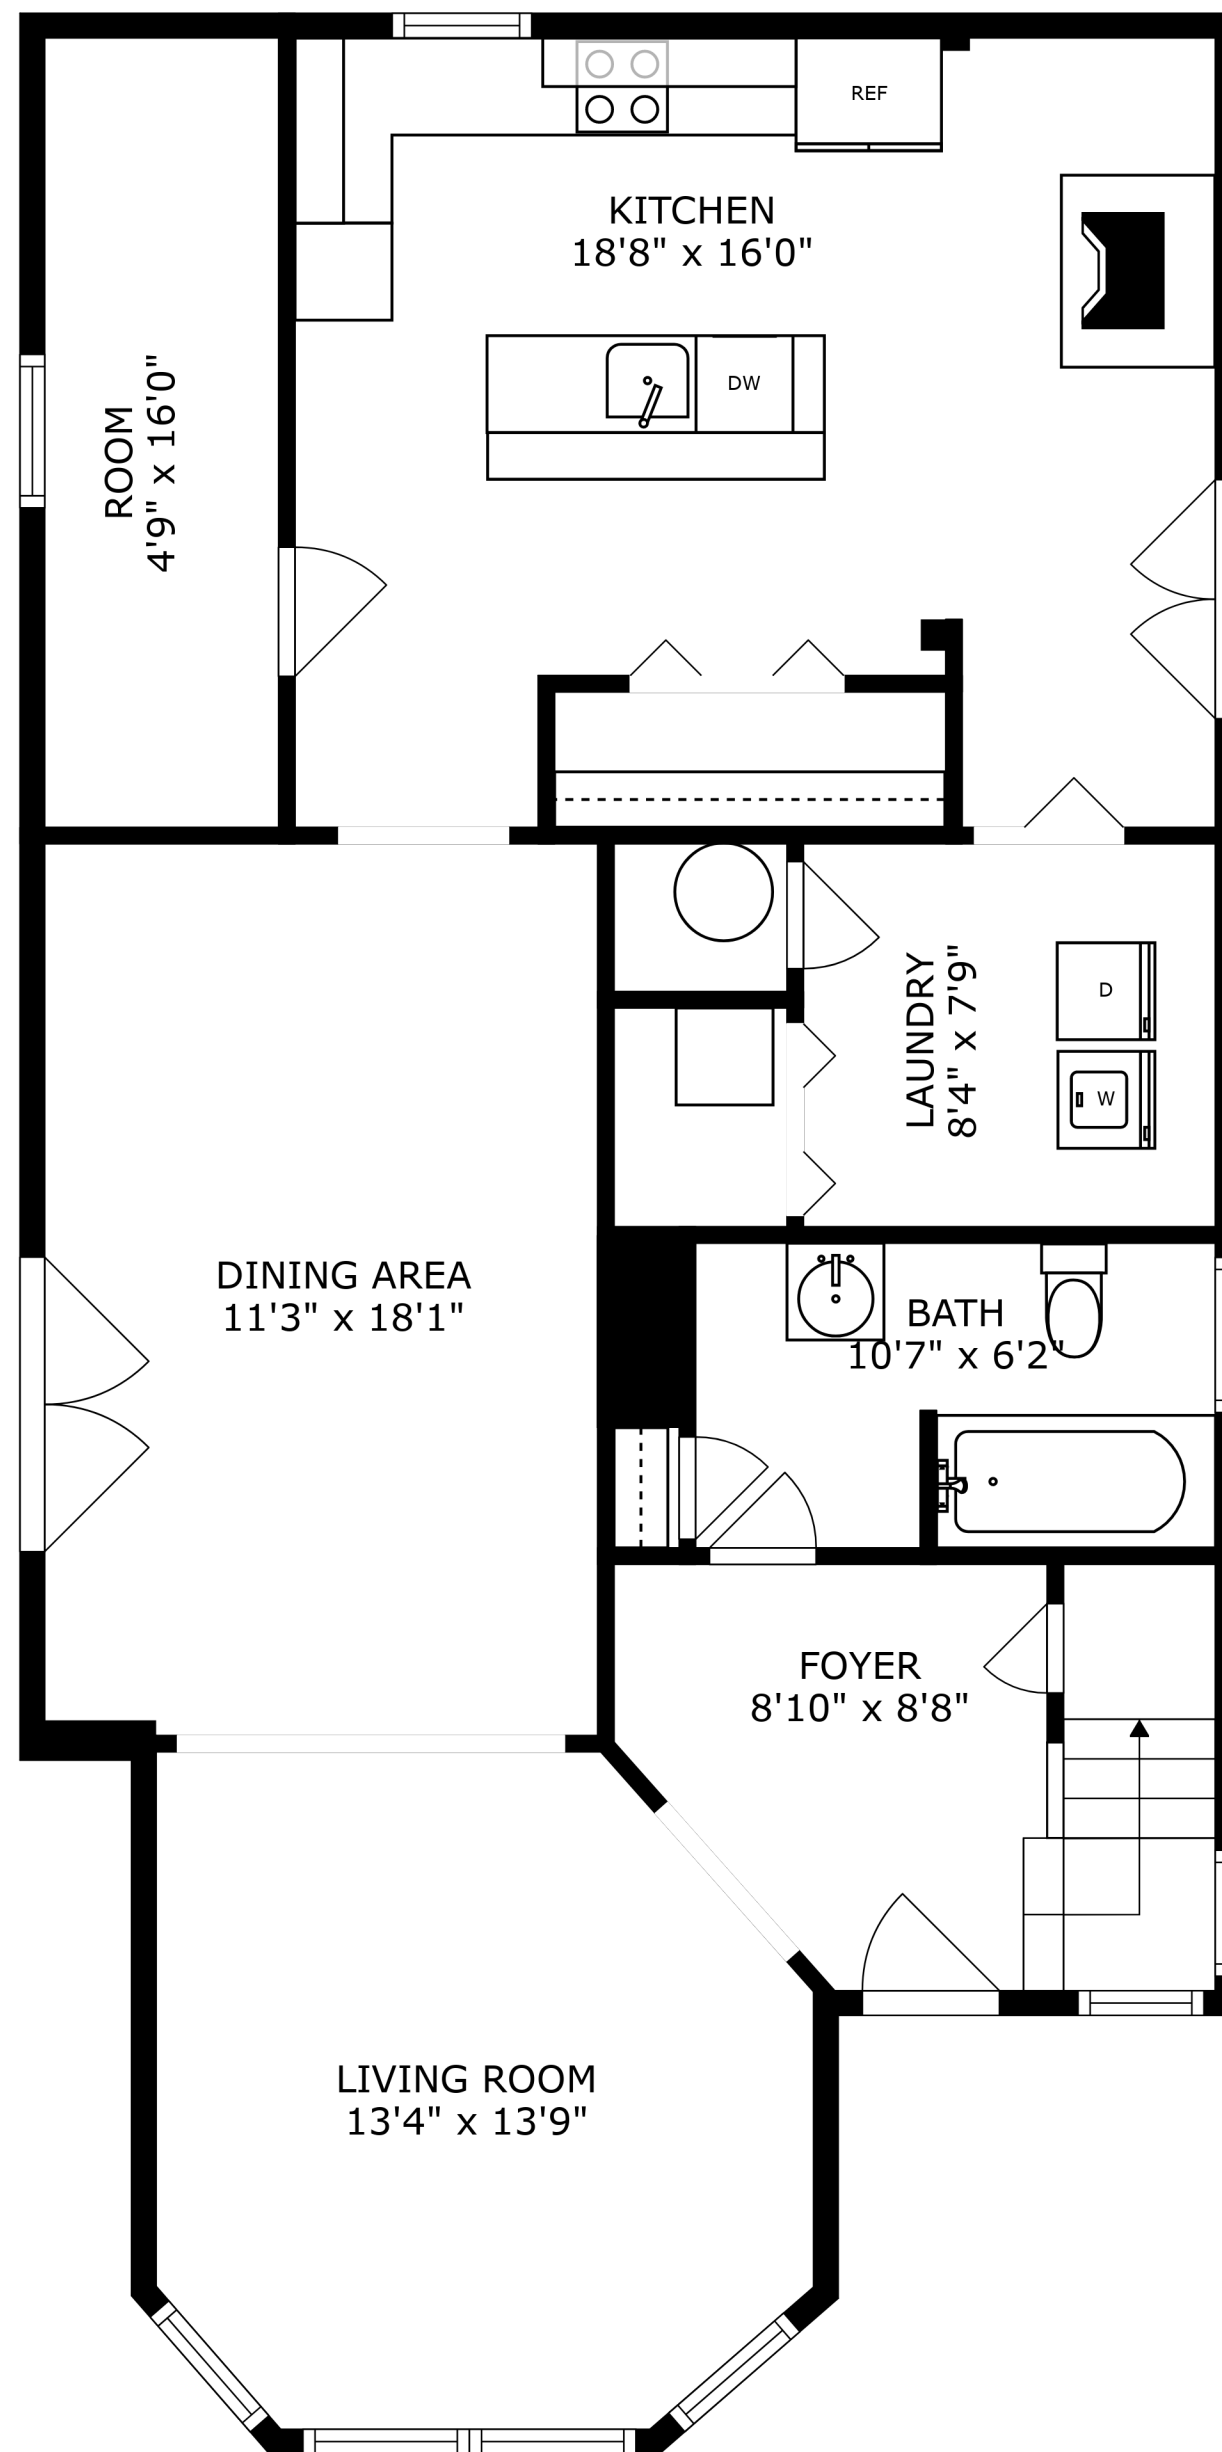 REF
KITCHEN
18'8" x 16'0"
DW
ROOM
4'9" x 16'0"
LAUNDRY
8'4" x 7'9"
D
W
DINING AREA
11'3" x 18'1"
BATH
10'7" x 6'2"
FOYER
8'10" x 8'8"
LIVING ROOM
13'4" x 13'9"